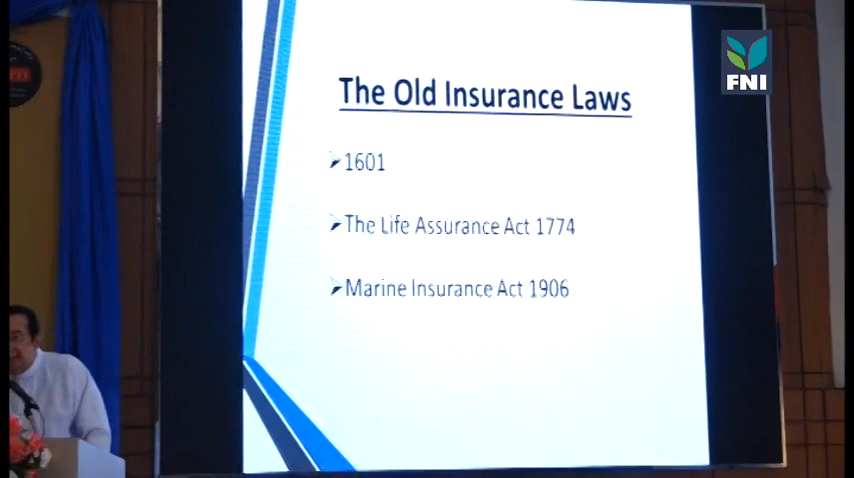 The Old Insurance Laws
1601
The Life Assurance Act 1774
Marine Insurance Act 1906
FNI